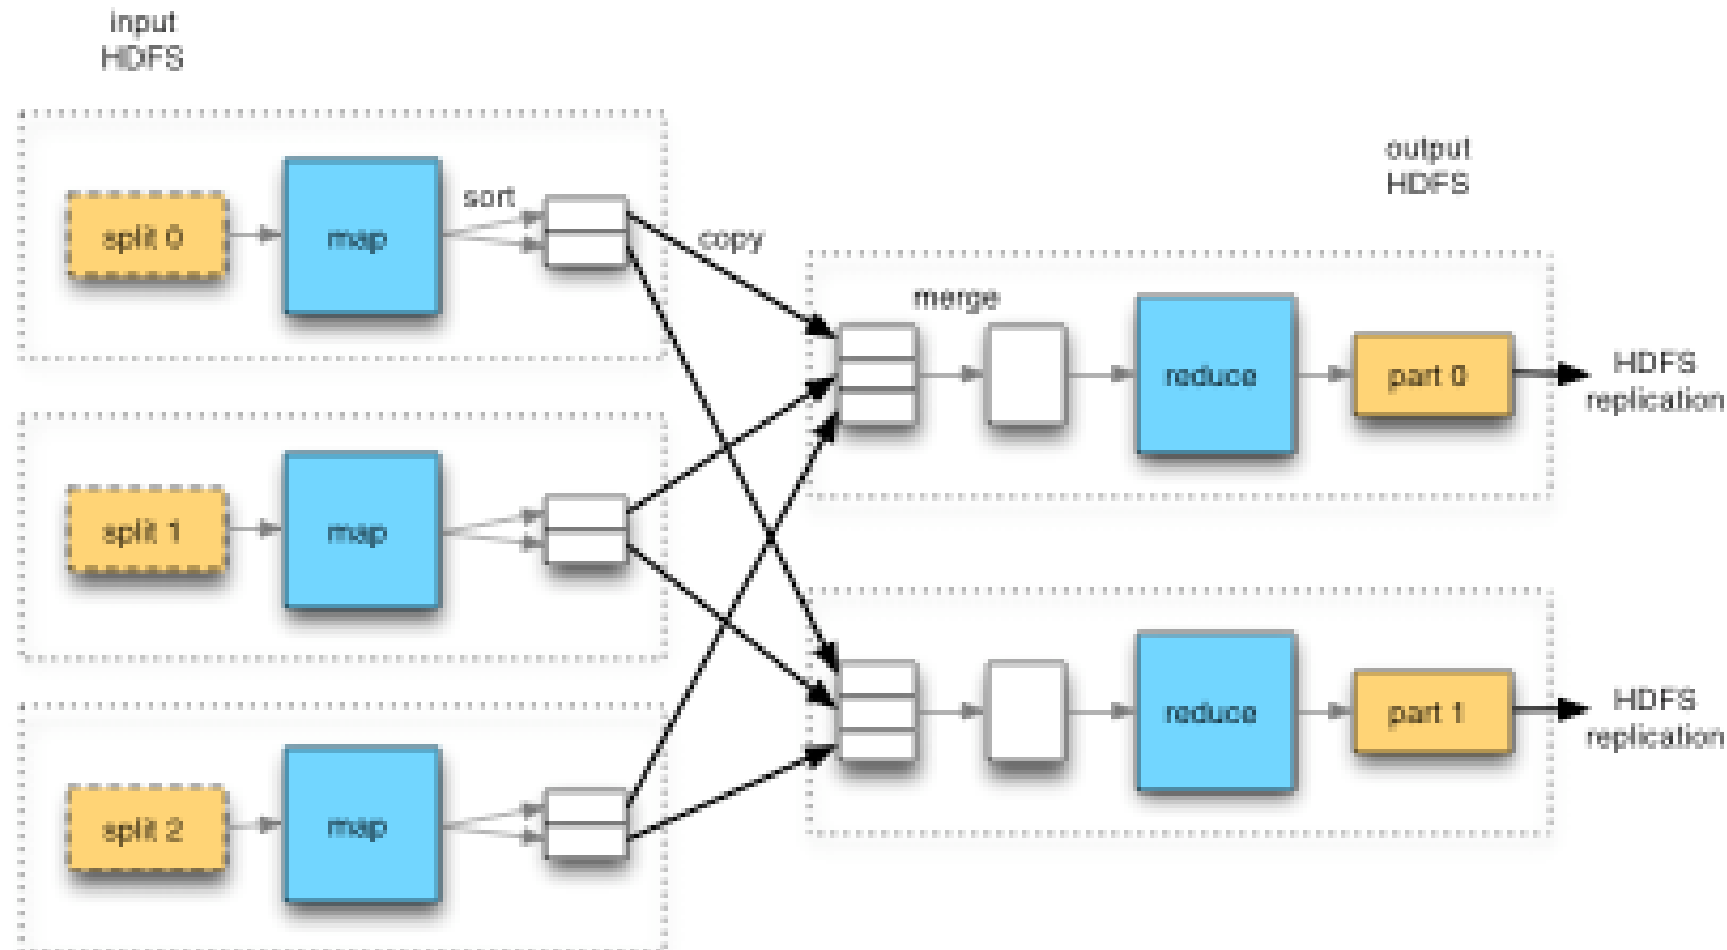 input
HDFS
output
HDFS
sort
split 0
map
copy
merge
reduce
part 0
HDFS
replication
split 1
map
reduce
part 1
HDFS
replication
split 2
map